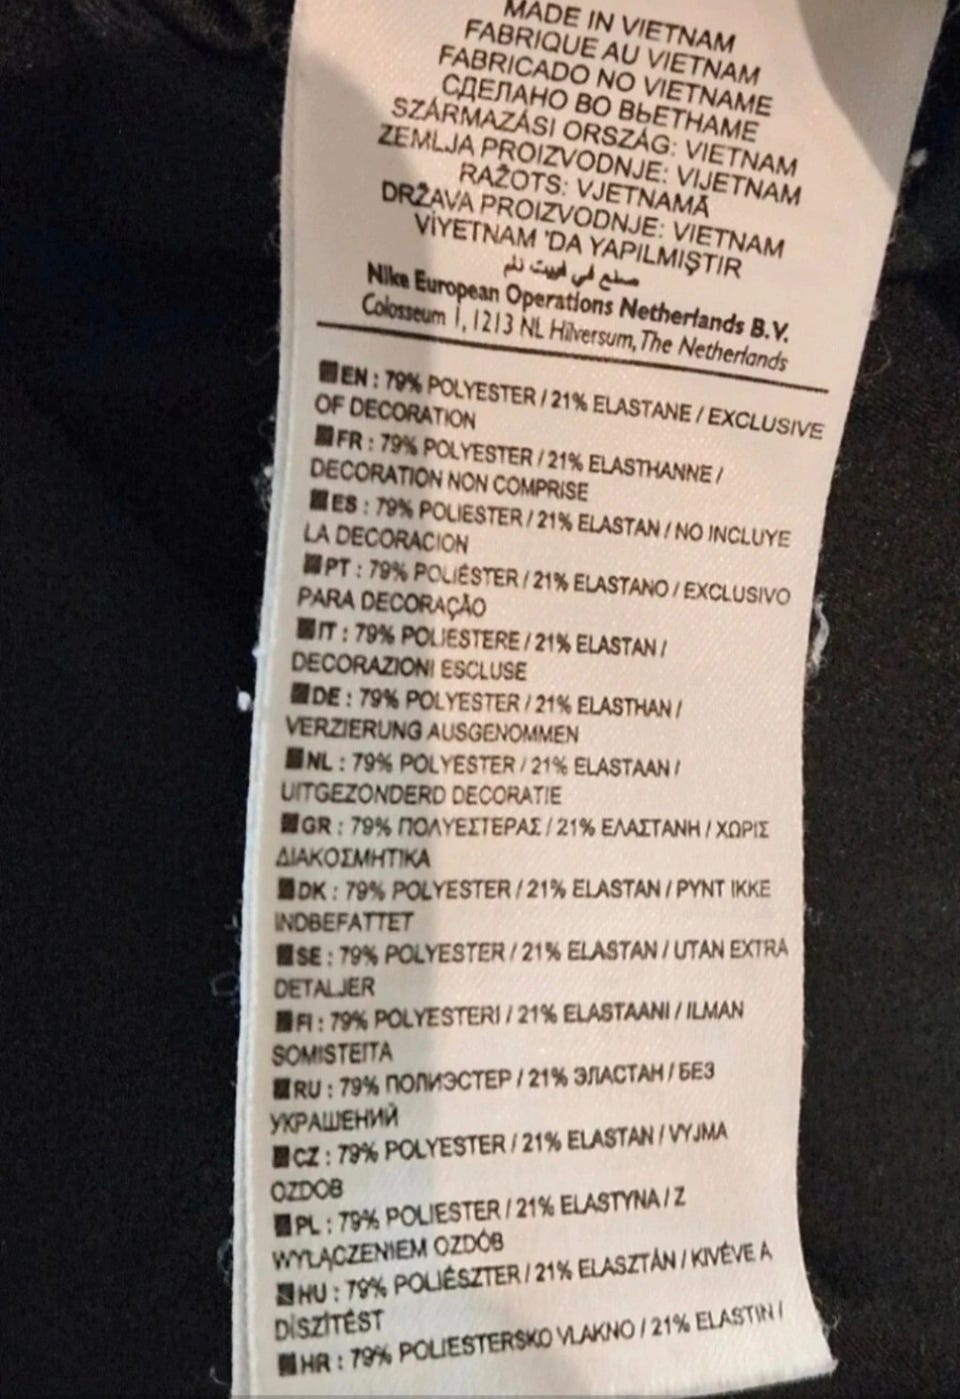 MADE IN VIETNAM
FABRIQUE AU VIETNAM
FABRICADO NO VIETNAME
СДЕЛАНО ВО ВЬЕТНАМЕ
SZÁRMAZÁSI ORSZÁG: VIETNAM
ZEMLJA PROIZVODNJE: VIJETNAM
RAŽOTS: VJETNAMĀ
DRŽAVA PROIZVODNJE: VIETNAM
VİYETNAM 'DA YAPILMIŞTIR
صنع في فييت نام
Nike European Operations Netherlands B.V.
Colosseum 1, 1213 NL Hilversum, The Netherlands
EN : 79% POLYESTER / 21% ELASTANE / EXCLUSIVE
OF DECORATION
FR : 79% POLYESTER / 21% ELASTHANNE /
DECORATION NON COMPRISE
ES : 79% POLIESTER / 21% ELASTAN / NO INCLUYE
LA DECORACION
PT : 79% POLIÉSTER / 21% ELASTANO / EXCLUSIVO
PARA DECORAÇÃO
IT : 79% POLIESTERE / 21% ELASTAN /
DECORAZIONI ESCLUSE
DE : 79% POLYESTER / 21% ELASTHAN /
VERZIERUNG AUSGENOMMEN
NL : 79% POLYESTER / 21% ELASTAAN /
UITGEZONDERD DECORATIE
GR : 79% ΠΟΛΥΕΣΤΕΡΑΣ / 21% ΕΛΑΣΤΑΝΗ / ΧΩΡΙΣ
ΔΙΑΚΟΣΜΗΤΙΚΑ
DK : 79% POLYESTER / 21% ELASTAN / PYNT IKKE
INDBEFATTET
SE : 79% POLYESTER / 21% ELASTAN / UTAN EXTRA
DETALJER
FI : 79% POLYESTERI / 21% ELASTAANI / ILMAN
SOMISTEITA
RU : 79% ПОЛИЭСТЕР / 21% ЭЛАСТАН / БЕЗ
УКРАШЕНИЙ
CZ : 79% POLYESTER / 21% ELASTAN / VYJMA
OZDOB
PL : 79% POLIESTER / 21% ELASTYNA / Z
WYŁĄCZENIEM OZDÓB
HU : 79% POLIÉSZTER / 21% ELASZTÁN / KIVÉVE A
DÍSZÍTÉST
HR : 79% POLIESTERSKO VLAKNO / 21% ELASTIN /